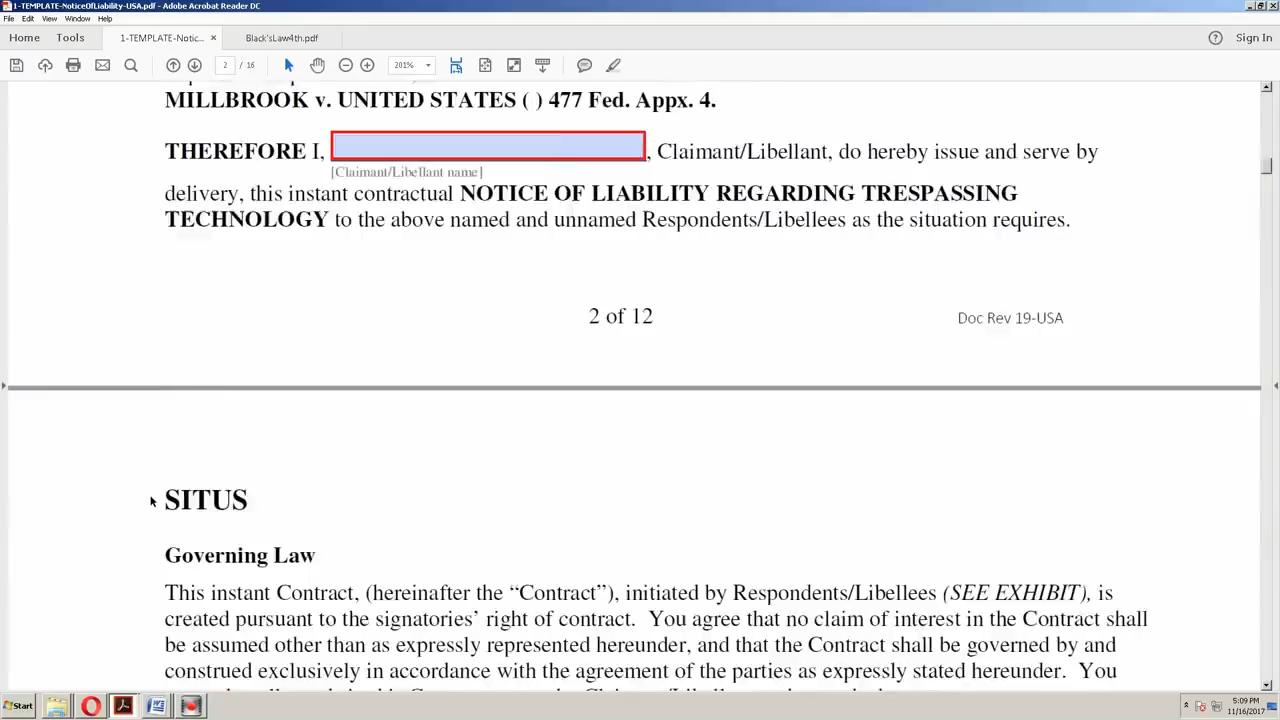 1-TEMPLATE-NoticeOfLiability-USA.pdf - Adobe Acrobat Reader DC
File Edit View Window Help
Home Tools 1-TEMPLATE-Notic... × Black'sLaw4th.pdf ? Sign In
2 / 16 201%
MILLBROOK v. UNITED STATES ( ) 477 Fed. Appx. 4.
THEREFORE I, , Claimant/Libellant, do hereby issue and serve by
[Claimant/Libellant name]
delivery, this instant contractual NOTICE OF LIABILITY REGARDING TRESPASSING
TECHNOLOGY to the above named and unnamed Respondents/Libellees as the situation requires.
2 of 12 Doc Rev 19-USA
SITUS
Governing Law
This instant Contract, (hereinafter the “Contract”), initiated by Respondents/Libellees (SEE EXHIBIT), is
created pursuant to the signatories’ right of contract. You agree that no claim of interest in the Contract shall
be assumed other than as expressly represented hereunder, and that the Contract shall be governed by and
construed exclusively in accordance with the agreement of the parties as expressly stated hereunder. You
Start 5:09 PM
11/16/2017